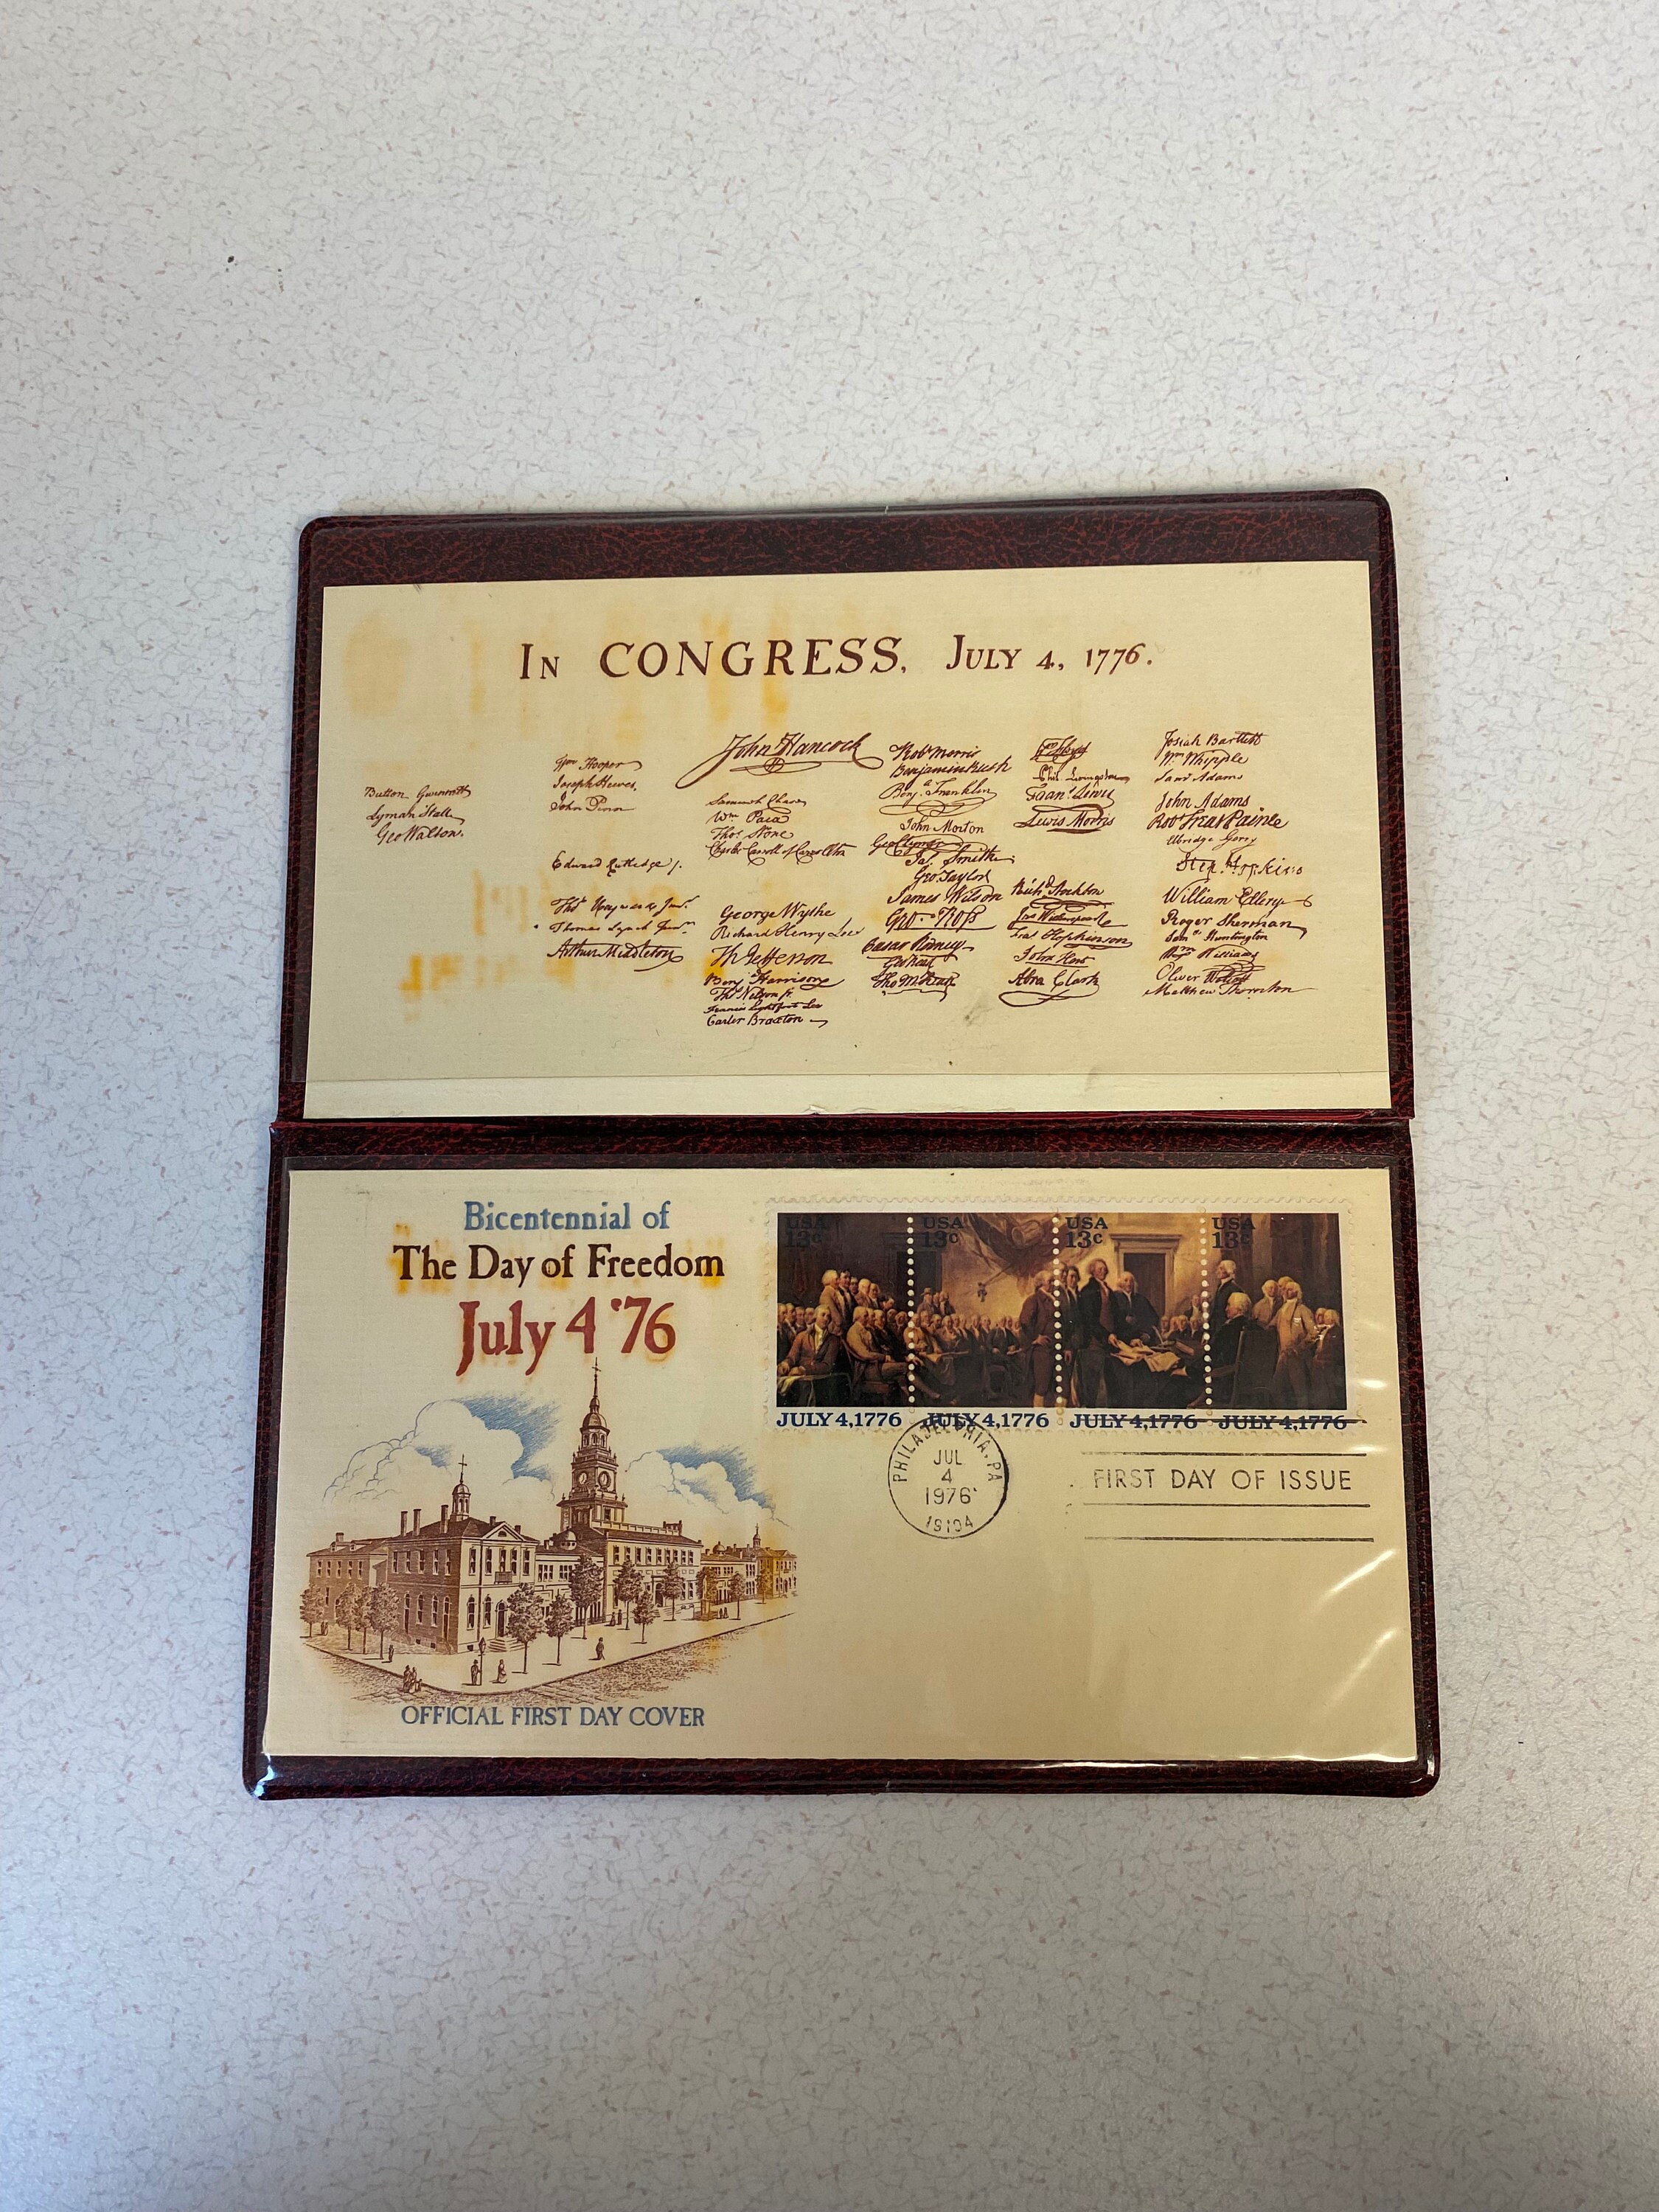 In CONGRESS, July 4, 1776.
John Hancock
Button Gwinnett
Lyman Hall
Geo Walton.
Wm Hooper
Joseph Hewes,
John Penn
Edward Rutledge /.
Thos Heyward Junr.
Thomas Lynch Junr.
Arthur Middleton
Samuel Chase
Wm Paca
Thos Stone
Charles Carroll of Carrollton
George Wythe
Richard Henry Lee
Th Jefferson
Benj Harrison
Thos Nelson jr.
Francis Lightfoot Lee
Carter Braxton
Robt Morris
Benjamin Rush
Benj. Franklin
John Morton
Geo Clymer
Jas. Smith
Geo. Taylor
James Wilson
Geo. Ross
Caesar Rodney
Geo Read
Tho M:Kean
Phil. Livingston
Frans. Lewis
Lewis Morris
Richd Stockton
Jno Witherspoon
Fras Hopkinson
John Hart
Abra Clark
Josiah Bartlett
Wm Whipple
Saml Adams
John Adams
Robt Treat Paine
Elbridge Gerry
Step. Hopkins
William Ellery
Roger Sherman
Saml Huntington
Wm Williams
Oliver Wolcott
Matthew Thornton
Bicentennial of
The Day of Freedom
July 4 '76
OFFICIAL FIRST DAY COVER
USA
13c
JULY 4, 1776
USA
13c
JULY 4, 1776
USA
13c
JULY 4, 1776
USA
13c
JULY 4, 1776
PHILADELPHIA, PA
JUL
4
1976
19104
FIRST DAY OF ISSUE